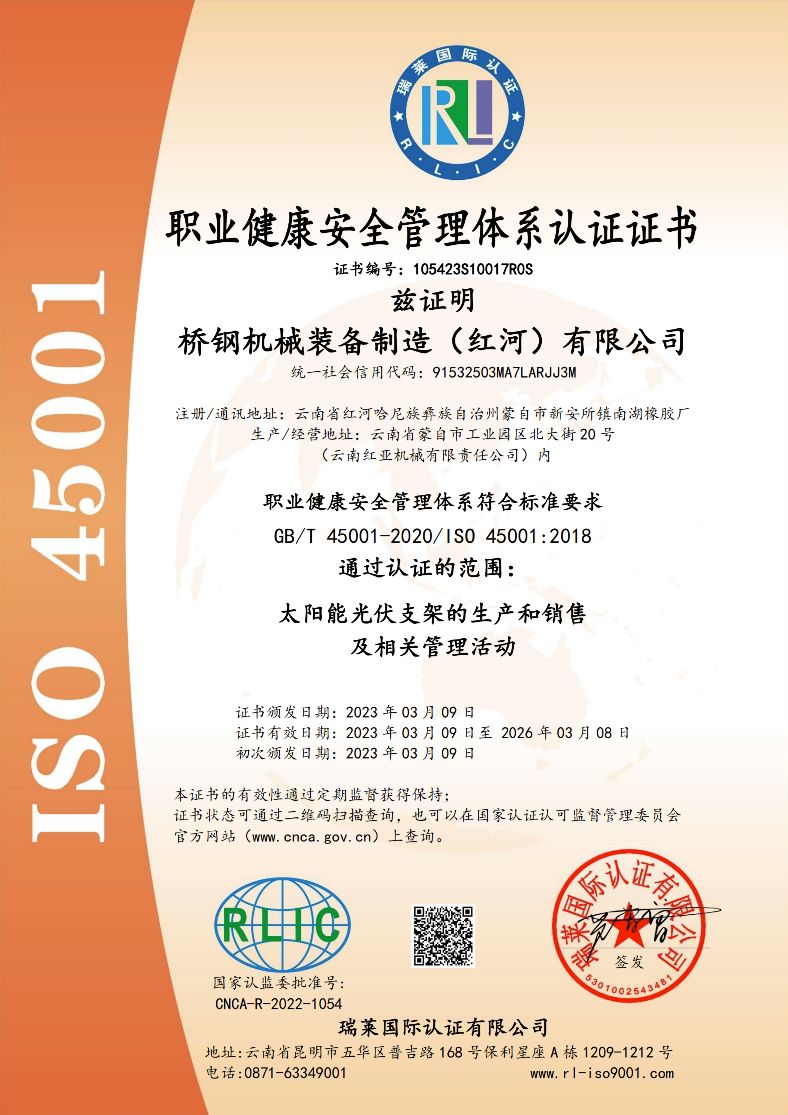 瑞莱国际认证
R·L·I·C
RLI
职业健康安全管理体系认证证书
证书编号：105423S10017R0S
兹证明
桥钢机械装备制造（红河）有限公司
统一社会信用代码：91532503MA7LARJJ3M
注册/通讯地址：云南省红河哈尼族彝族自治州蒙自市新安所镇南湖橡胶厂
生产/经营地址：云南省蒙自市工业园区北大街20号
（云南红亚机械有限责任公司）内
职业健康安全管理体系符合标准要求
GB/T 45001-2020/ISO 45001:2018
通过认证的范围：
太阳能光伏支架的生产和销售
及相关管理活动
证书颁发日期：2023年03月09日
证书有效日期：2023年03月09日至 2026年03月08日
初次颁发日期：2023年03月09日
本证书的有效性通过定期监督获得保持；
证书状态可通过二维码扫描查询，也可以在国家认证认可监督管理委员会
官方网站（www.cnca.gov.cn）上查询。
ISO 45001
RLIC
国家认监委批准号：
CNCA-R-2022-1054
瑞莱国际认证有限公司
签发
5301002543481
瑞莱国际认证有限公司
地址:云南省昆明市五华区普吉路168号保利星座A栋1209-1212号
电话:0871-63349001
www.rl-iso9001.com